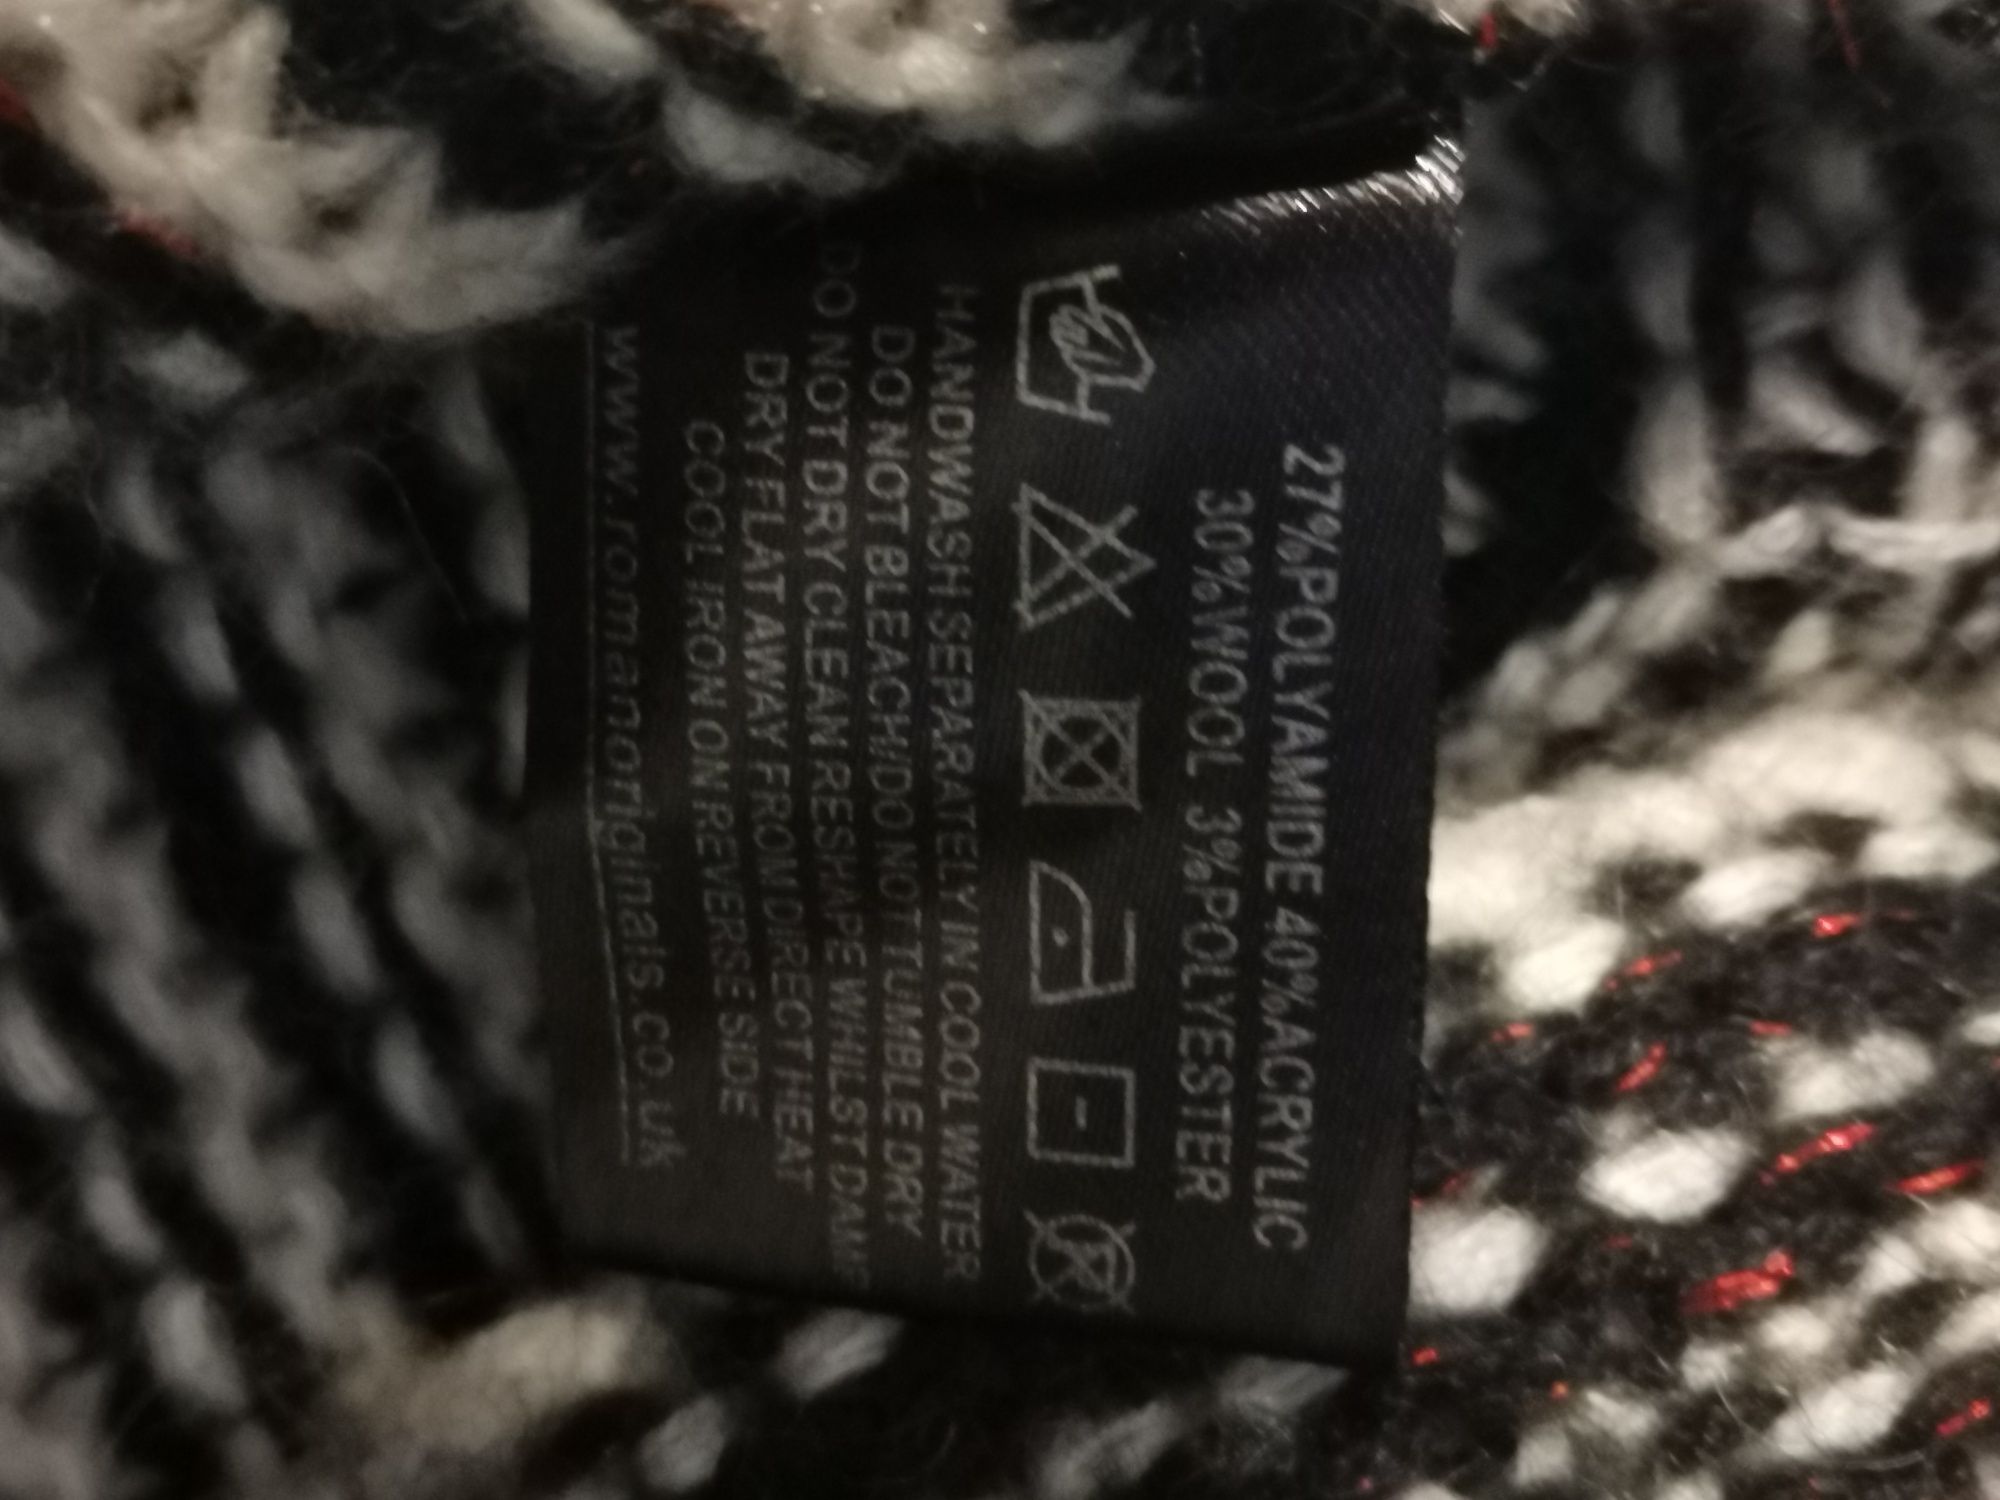 27%POLYAMIDE 40%ACRYLIC
30%WOOL 3%POLYESTER
HANDWASH SEPARATELY IN COOL WATER
DO NOT BLEACH/DO NOT TUMBLE DRY
DO NOT DRY CLEAN RESHAPE WHILST DAMP
DRY FLAT AWAY FROM DIRECT HEAT
COOL IRON ON REVERSE SIDE
www.romanoriginals.co.uk